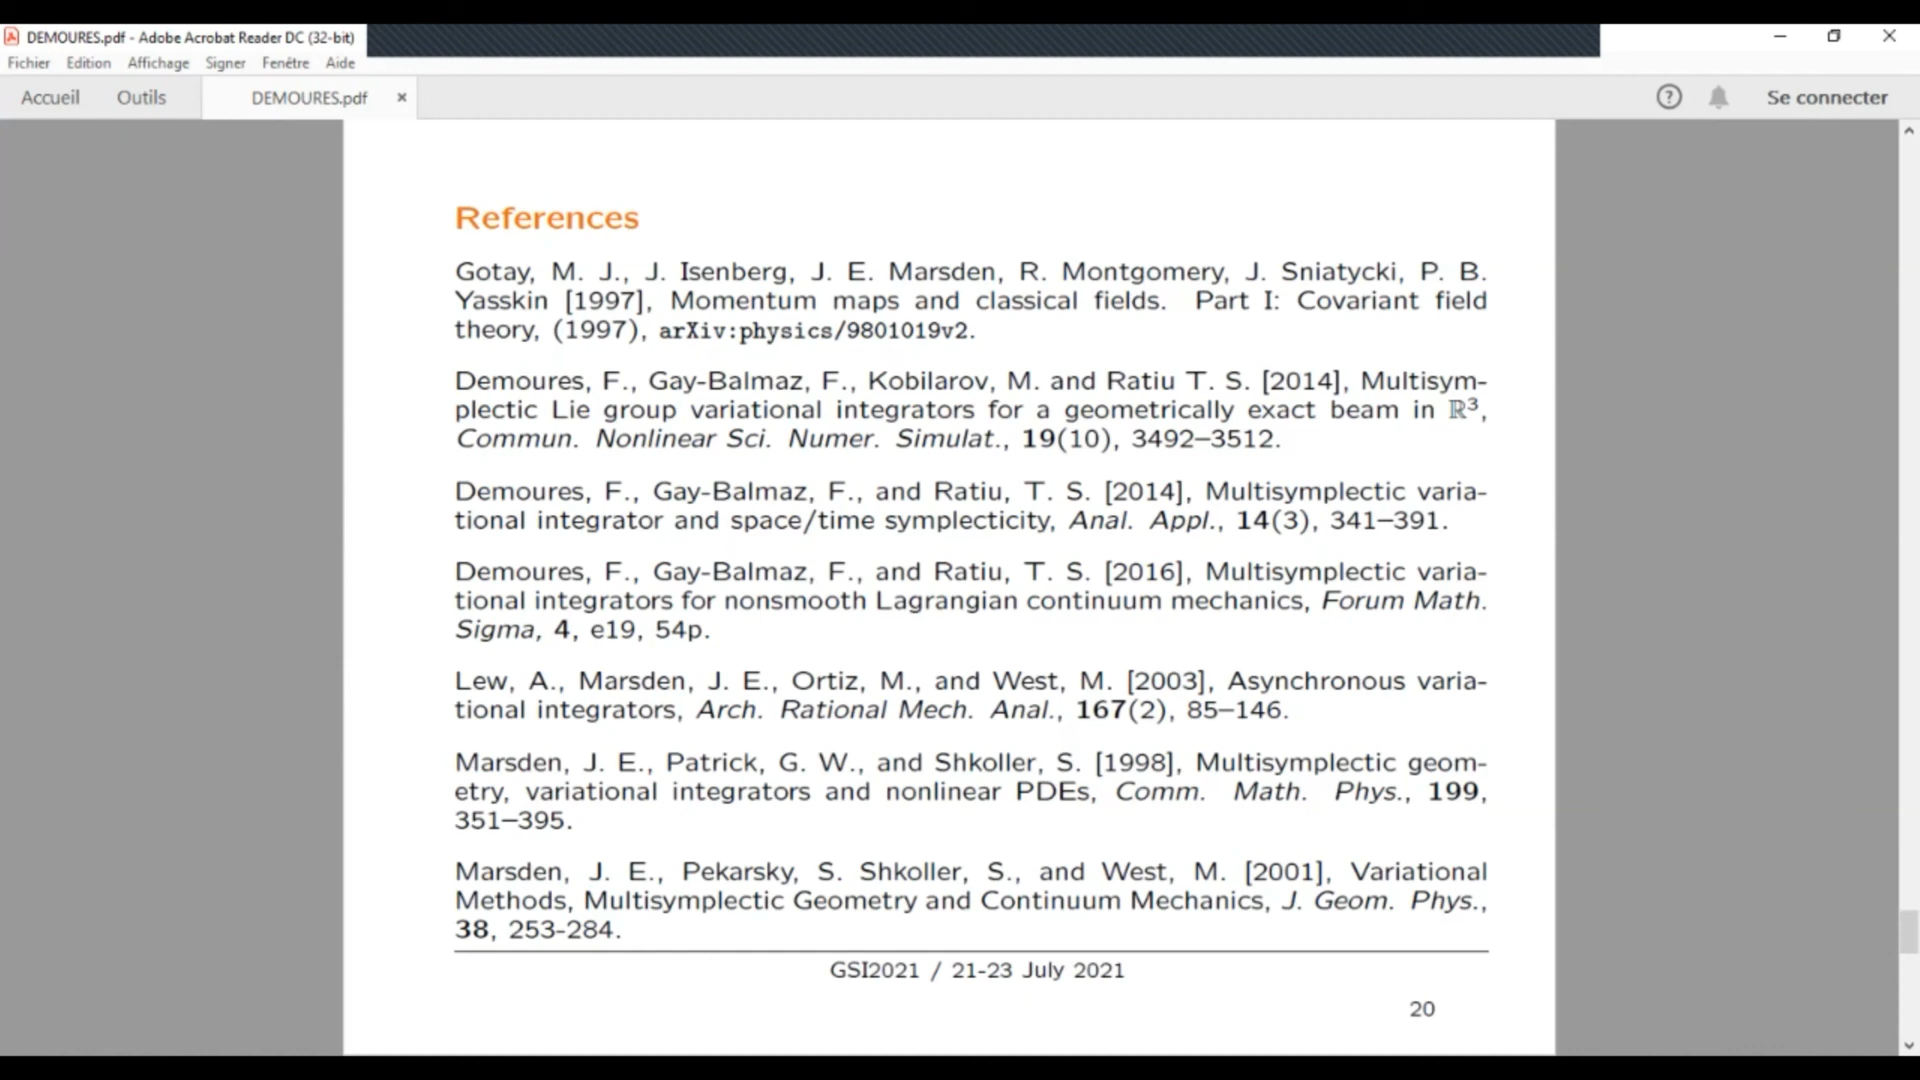 DEMOURES.pdf - Adobe Acrobat Reader DC (32-bit)
Fichier Edition Affichage Signer Fenêtre Aide
Accueil Outils DEMOURES.pdf × ? Se connecter
References
Gotay, M. J., J. Isenberg, J. E. Marsden, R. Montgomery, J. Sniatycki, P. B.
Yasskin [1997], Momentum maps and classical fields. Part I: Covariant field
theory, (1997), arXiv:physics/9801019v2.
Demoures, F., Gay-Balmaz, F., Kobilarov, M. and Ratiu T. S. [2014], Multisym-
plectic Lie group variational integrators for a geometrically exact beam in ℝ³,
Commun. Nonlinear Sci. Numer. Simulat., 19(10), 3492–3512.
Demoures, F., Gay-Balmaz, F., and Ratiu, T. S. [2014], Multisymplectic varia-
tional integrator and space/time symplecticity, Anal. Appl., 14(3), 341–391.
Demoures, F., Gay-Balmaz, F., and Ratiu, T. S. [2016], Multisymplectic varia-
tional integrators for nonsmooth Lagrangian continuum mechanics, Forum Math.
Sigma, 4, e19, 54p.
Lew, A., Marsden, J. E., Ortiz, M., and West, M. [2003], Asynchronous varia-
tional integrators, Arch. Rational Mech. Anal., 167(2), 85–146.
Marsden, J. E., Patrick, G. W., and Shkoller, S. [1998], Multisymplectic geom-
etry, variational integrators and nonlinear PDEs, Comm. Math. Phys., 199,
351–395.
Marsden, J. E., Pekarsky, S. Shkoller, S., and West, M. [2001], Variational
Methods, Multisymplectic Geometry and Continuum Mechanics, J. Geom. Phys.,
38, 253-284.
GSI2021 / 21-23 July 2021
20